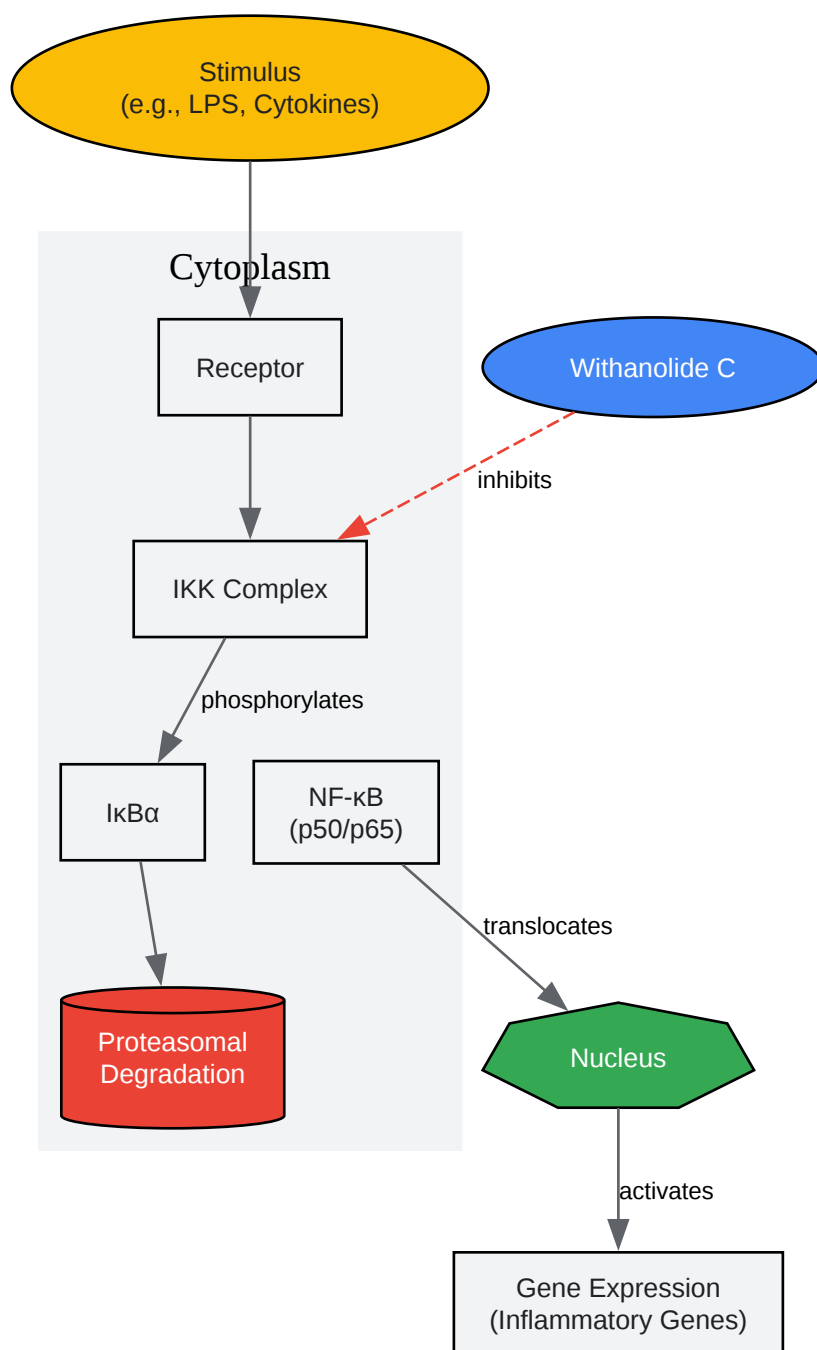 Stimulus
(e.g., LPS, Cytokines)
Cytoplasm
Receptor
Withanolide C
inhibits
IKK Complex
phosphorylates
IκBα
NF-κB
(p50/p65)
translocates
Proteasomal
Degradation
Nucleus
activates
Gene Expression
(Inflammatory Genes)